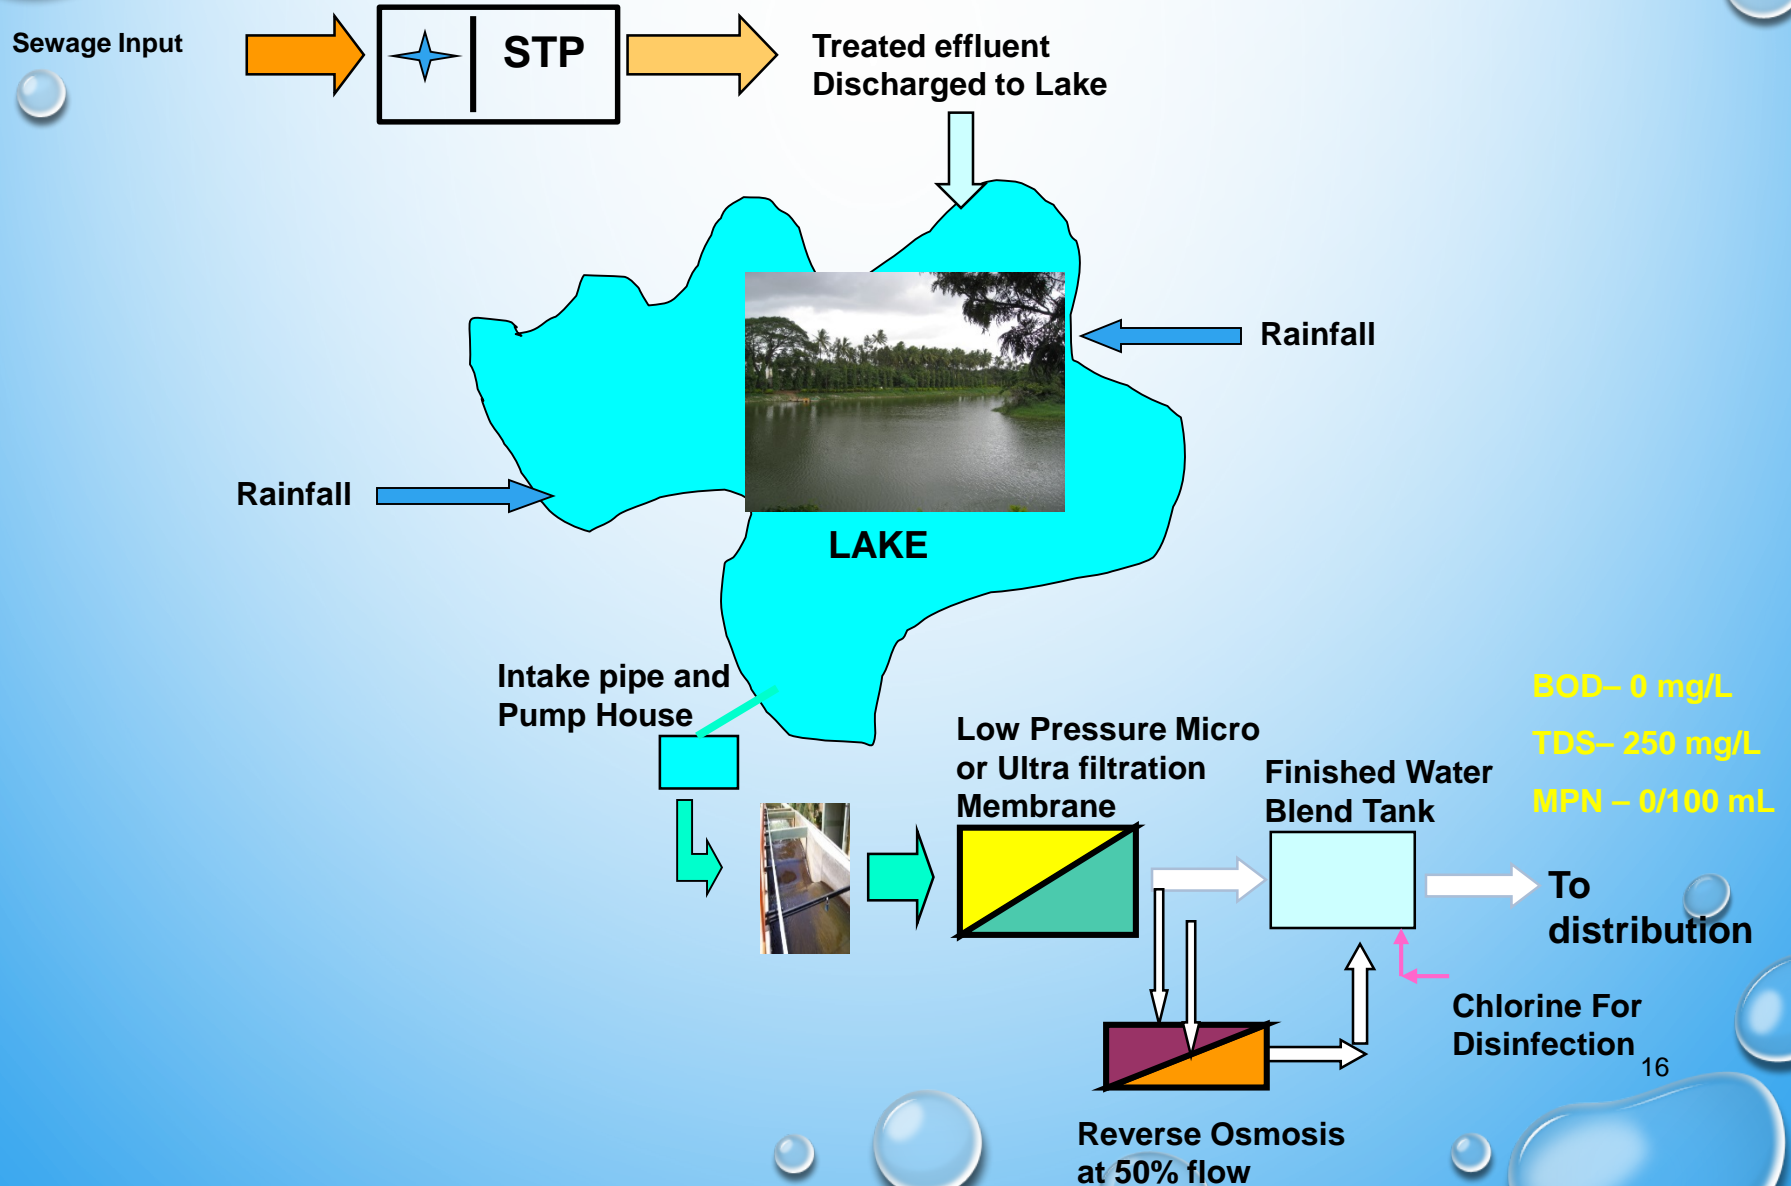 Sewage Input
STP
Treated effluent
Discharged to Lake
Rainfall
Rainfall
LAKE
Intake pipe and
Pump House
Low Pressure Micro
or Ultra filtration
Membrane
Finished Water
Blend Tank
BOD– 0 mg/L
TDS– 250 mg/L
MPN – 0/100 mL
To
distribution
Chlorine For
Disinfection
16
Reverse Osmosis
at 50% flow